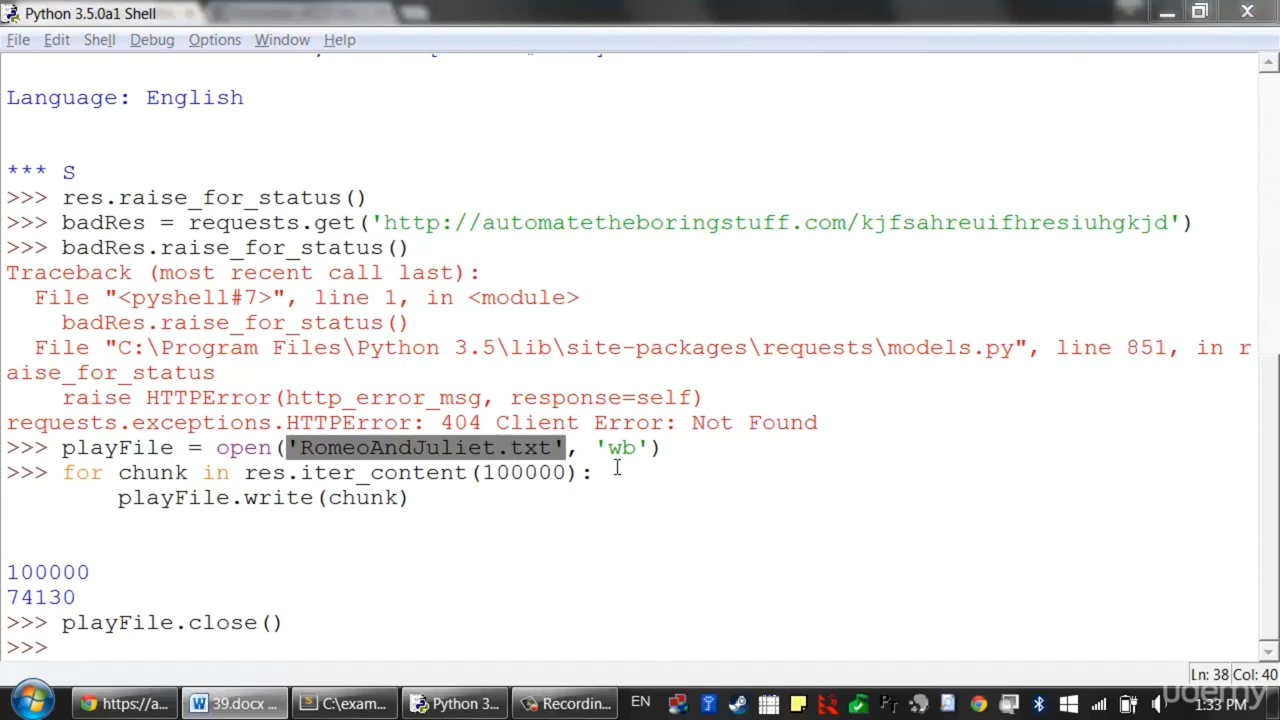 Python 3.5.0a1 Shell
File Edit Shell Debug Options Window Help
Language: English
*** S
>>> res.raise_for_status()
>>> badRes = requests.get('http://automatetheboringstuff.com/kjfsahreuifhresiuhgkjd')
>>> badRes.raise_for_status()
Traceback (most recent call last):
  File "<pyshell#7>", line 1, in <module>
    badRes.raise_for_status()
  File "C:\Program Files\Python 3.5\lib\site-packages\requests\models.py", line 851, in r
aise_for_status
    raise HTTPError(http_error_msg, response=self)
requests.exceptions.HTTPError: 404 Client Error: Not Found
>>> playFile = open('RomeoAndJuliet.txt', 'wb')
>>> for chunk in res.iter_content(100000):
        playFile.write(chunk)
100000
74130
>>> playFile.close()
>>>
Ln: 38 Col: 40
https://a... 39.docx ... C:\exam... Python 3... Recordin... EN 1:33 PM
udemy